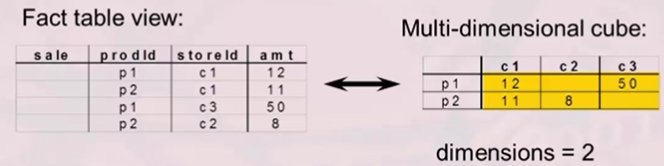 Fact table view:
sale prodId storeId amt
p1 c1 12
p2 c1 11
p1 c3 50
p2 c2 8
Multi-dimensional cube:
c1 c2 c3
p1 12 50
p2 11 8
dimensions = 2